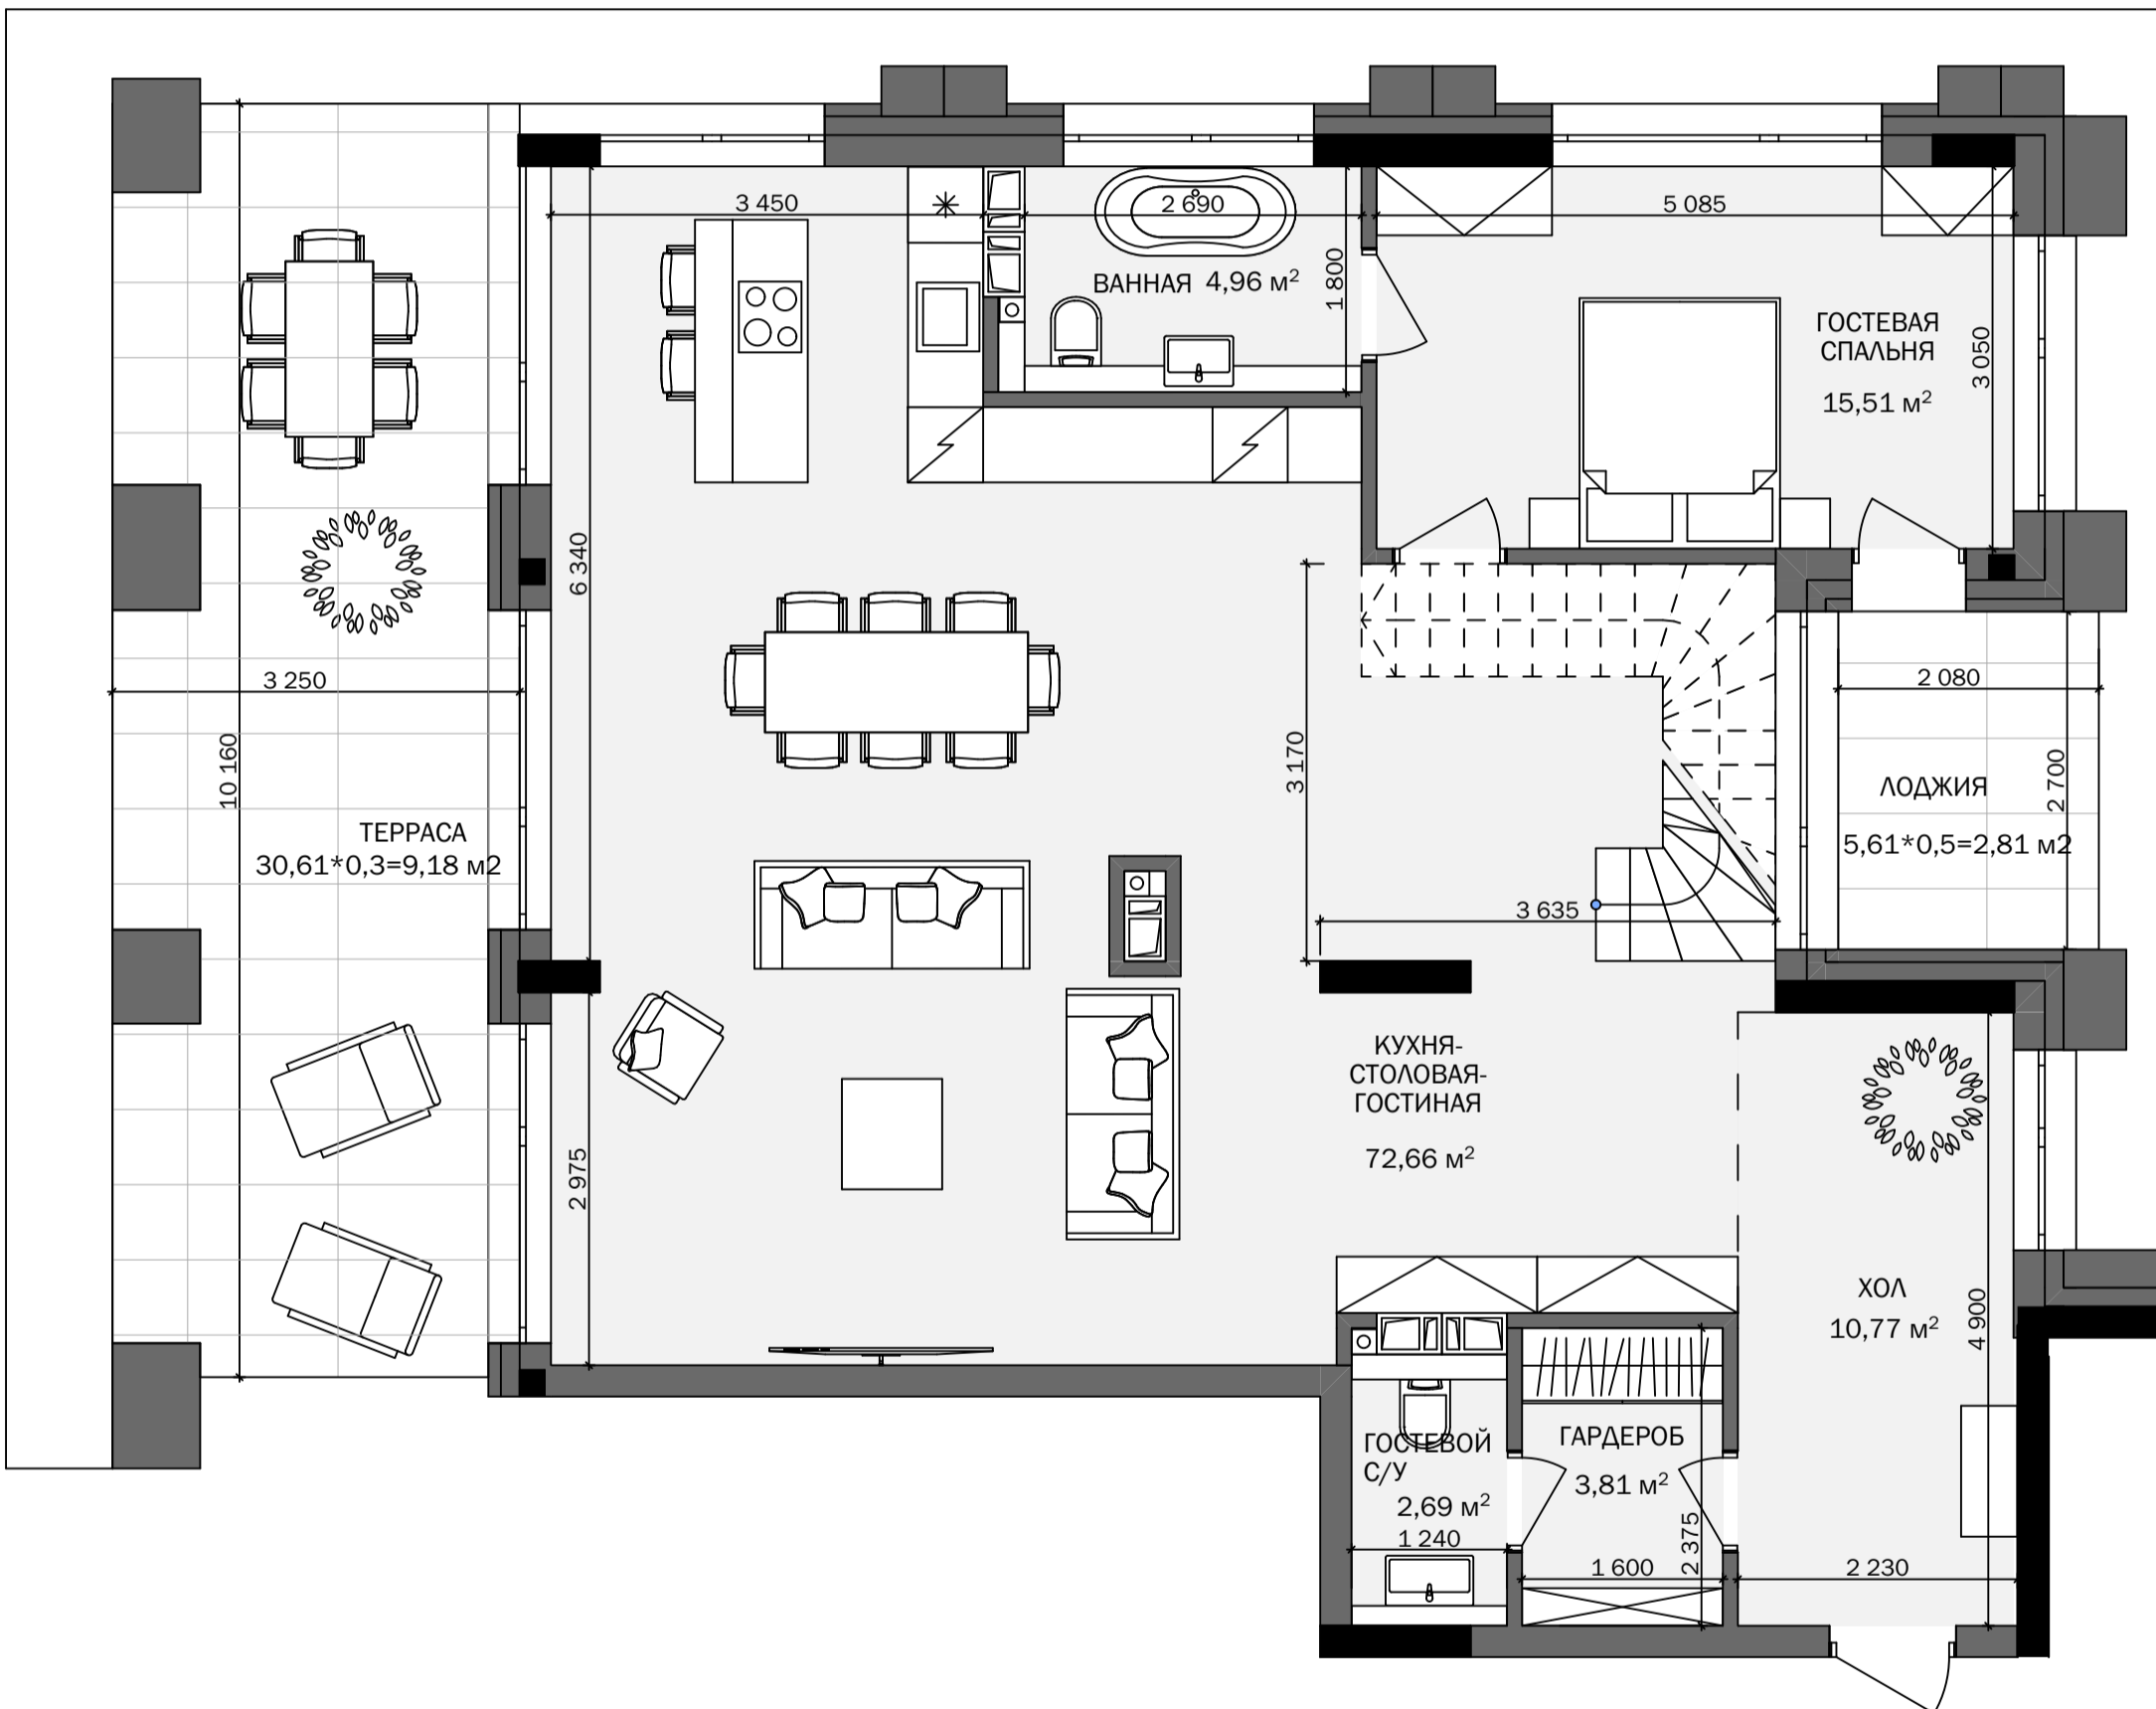 3 450
2 690
5 085
ВАННАЯ 4,96 м²
1 800
ГОСТЕВАЯ
СПАЛЬНЯ
15,51 м²
3 050
6 340
3 250
10 160
ТЕРРАСА
30,61*0,3=9,18 м2
3 170
3 635
2 080
2 700
ЛОДЖИЯ
5,61*0,5=2,81 м2
2 975
КУХНЯ-
СТОЛОВАЯ-
ГОСТИНАЯ
72,66 м²
ХОЛ
10,77 м²
4 900
ГОСТЕВОЙ
С/У
2,69 м²
1 240
ГАРДЕРОБ
3,81 м²
2 375
1 600
2 230